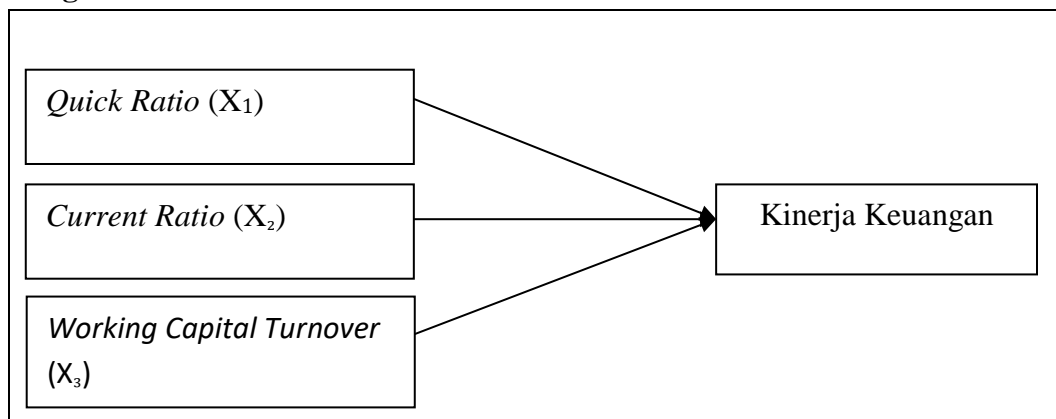 Quick Ratio (X₁)
Current Ratio (X₂)
Kinerja Keuangan
Working Capital Turnover
(X₃)